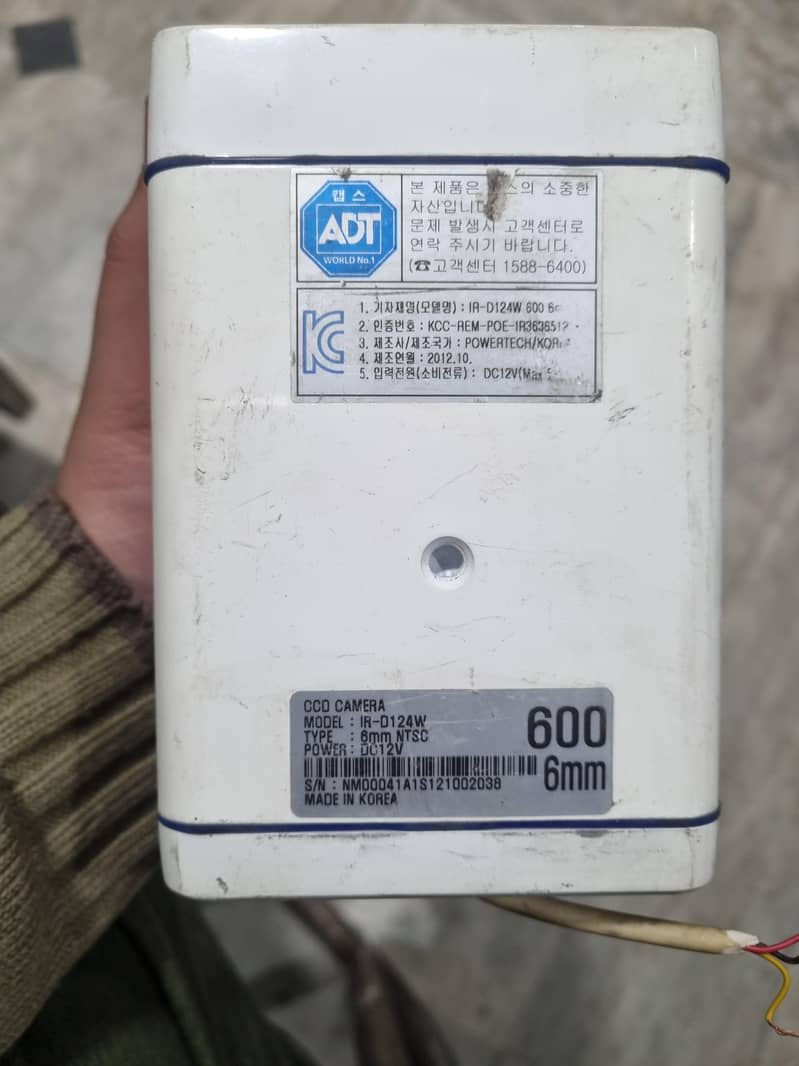 캡스
ADT
WORLD No.1
본 제품은 의 소중한
자산입니다
문제 발생시 고객센터로
연락 주시기 바랍니다.
(☎고객센터 1588-6400)
1. 기자재명(모델명) : IR-D124W 600
2. 인증번호 : KCC-REM-POE-IR3636512
3. 제조사/제조국가 : POWERTECH/
4. 제조연월 : 2012.10.
5. 입력전원(소비전류) : DC12V(Max
CCD CAMERA
MODEL : IR-D124W
TYPE : 6mm NTSC
POWER : DC12V
600
6mm
S/N : NM00041A1S121002038
MADE IN KOREA